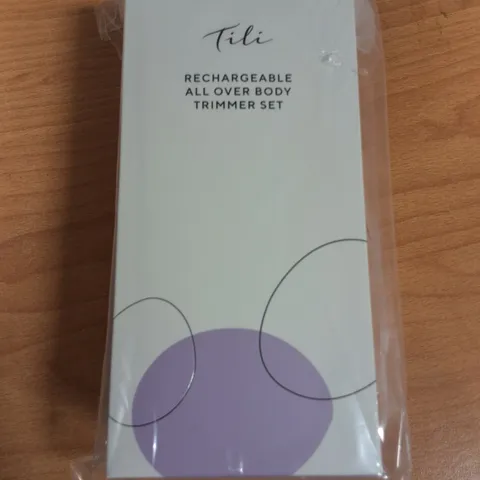 Tili
RECHARGEABLE
ALL OVER BODY
TRIMMER SET